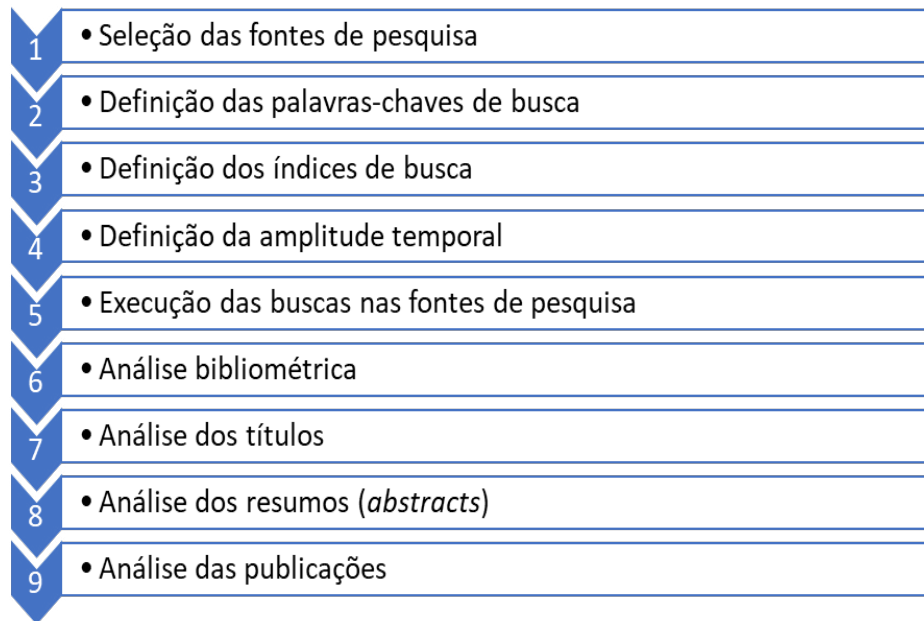 1 • Seleção das fontes de pesquisa
2 • Definição das palavras-chaves de busca
3 • Definição dos índices de busca
4 • Definição da amplitude temporal
5 • Execução das buscas nas fontes de pesquisa
6 • Análise bibliométrica
7 • Análise dos títulos
8 • Análise dos resumos (abstracts)
9 • Análise das publicações